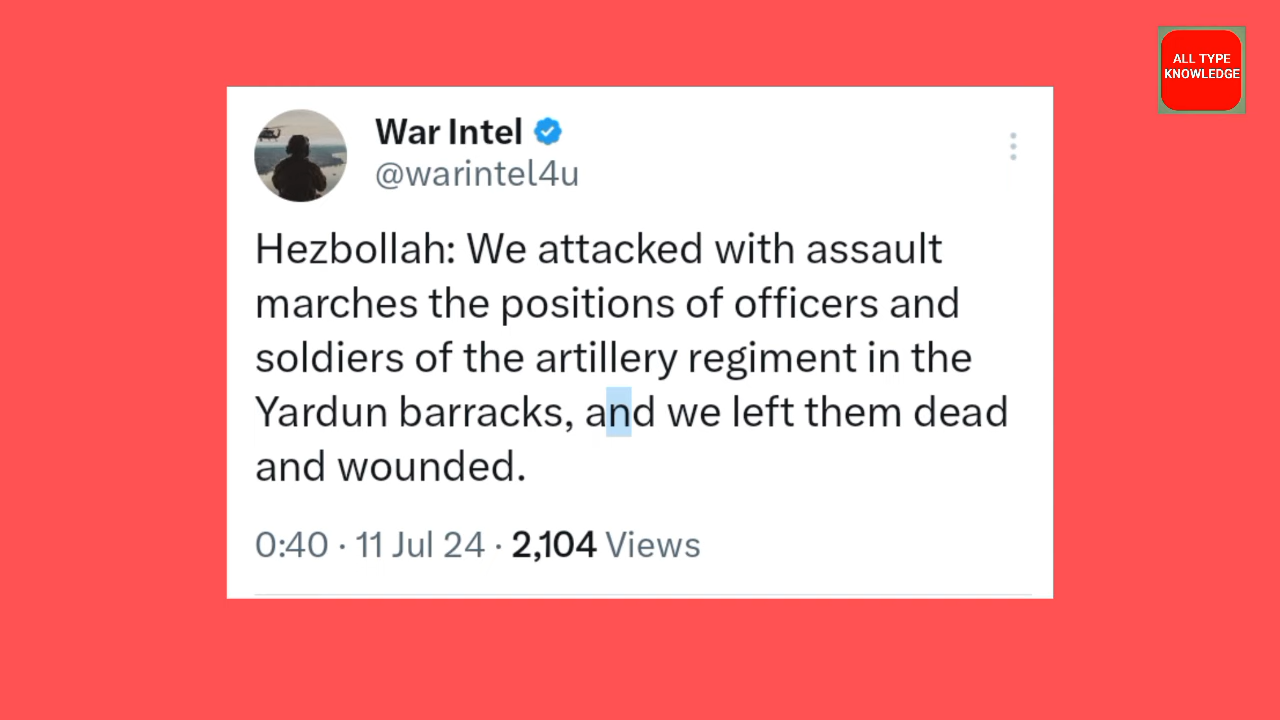 ALL TYPE
KNOWLEDGE
War Intel
@warintel4u
Hezbollah: We attacked with assault
marches the positions of officers and
soldiers of the artillery regiment in the
Yardun barracks, and we left them dead
and wounded.
0:40 · 11 Jul 24 · 2,104 Views